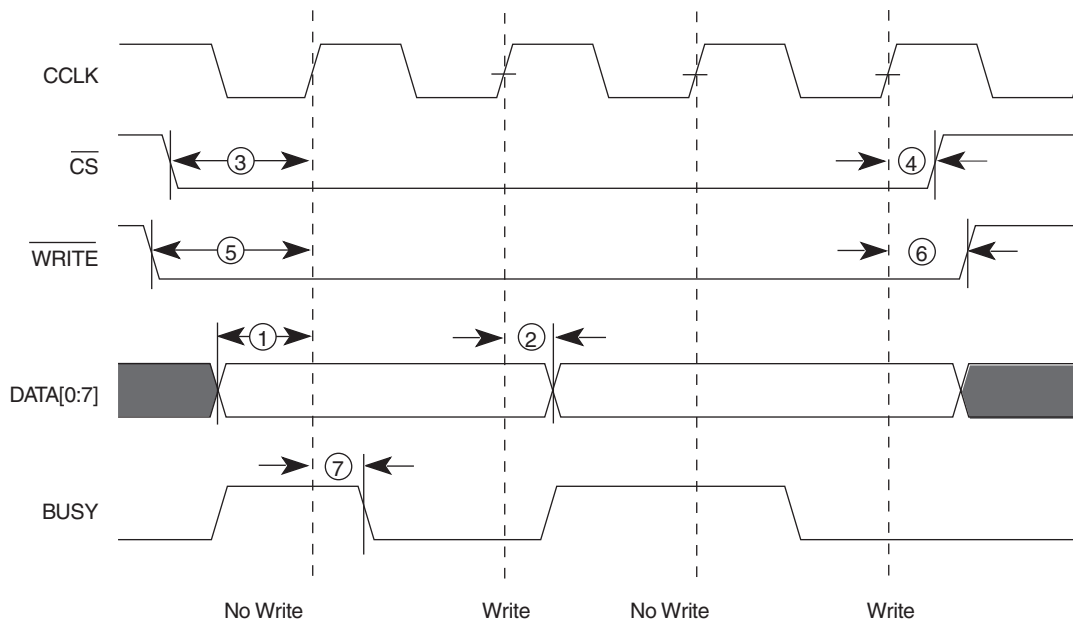 CCLK
CS
③
④
WRITE
⑤
⑥
①
②
DATA[0:7]
⑦
BUSY
No Write Write No Write Write